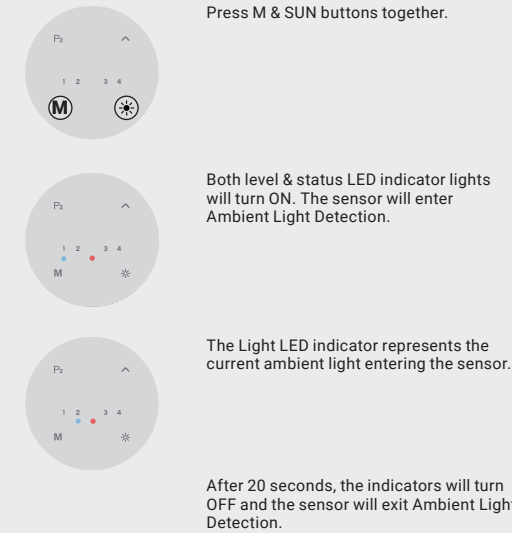 Press M & SUN buttons together.
P₂
1 2 3 4
M
Both level & status LED indicator lights
will turn ON. The sensor will enter
Ambient Light Detection.
P₂
1 2 3 4
M
The Light LED indicator represents the
current ambient light entering the sensor.
P₂
1 2 3 4
M
After 20 seconds, the indicators will turn
OFF and the sensor will exit Ambient Light
Detection.